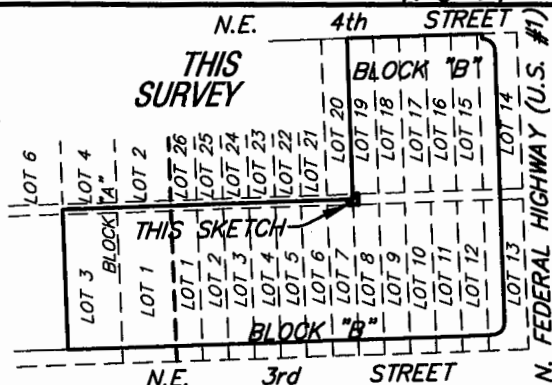 N.E. 4th STREET
THIS
SURVEY
BLOCK "B"
LOT 6
LOT 4
LOT 2
LOT 26
LOT 25
LOT 24
LOT 23
LOT 22
LOT 21
LOT 20
LOT 19
LOT 18
LOT 17
LOT 16
LOT 15
LOT 14
N. FEDERAL HIGHWAY (U.S. #1)
BLOCK "A"
THIS SKETCH
LOT 3
LOT 1
LOT 1
LOT 2
LOT 3
LOT 4
LOT 5
LOT 6
LOT 7
LOT 8
LOT 9
LOT 10
LOT 11
LOT 12
LOT 13
BLOCK "B"
N.E. 3rd STREET